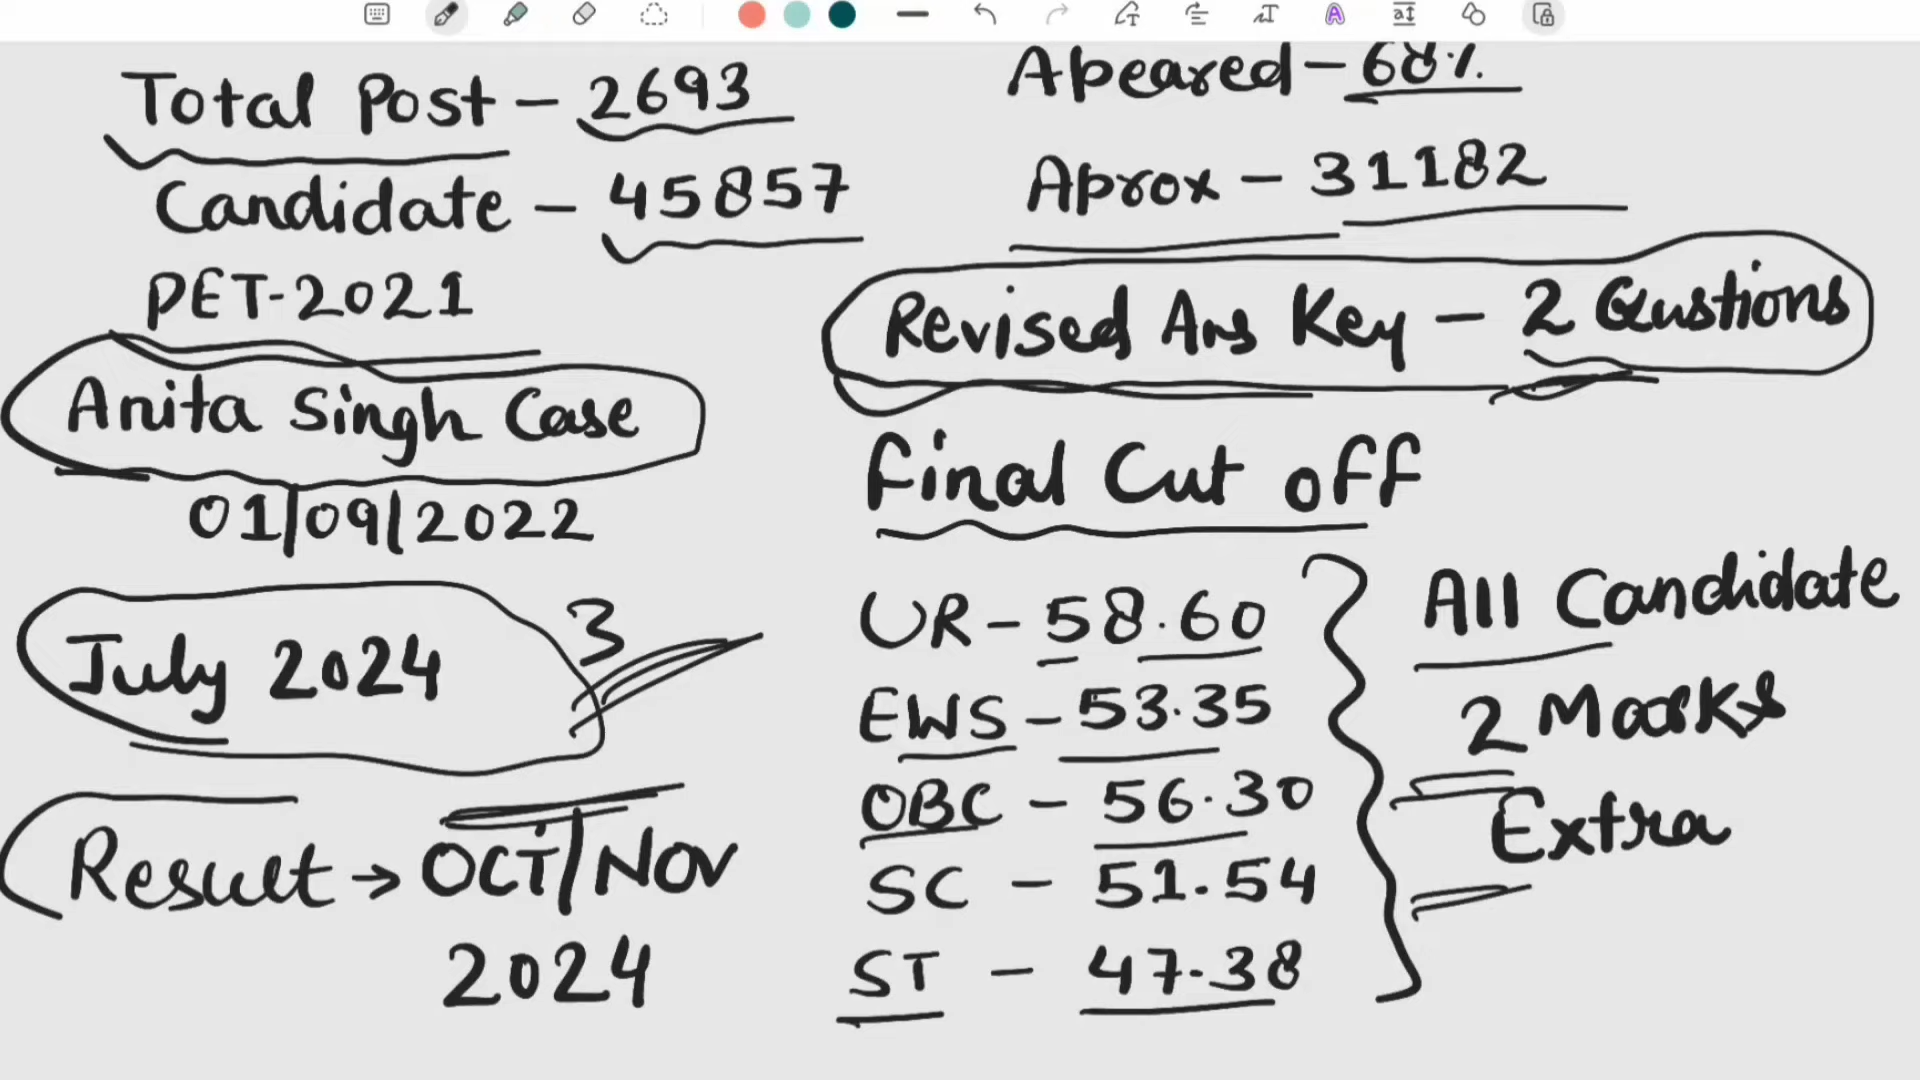 Total Post - 2693
Candidate - 45857
PET-2021
Anita Singh Case
01/09/2022
July 2024 3
Result → OCT/NOV
2024
Apeared - 68%
Aprox - 31182
Revised Ans Key - 2 Qustions
Final Cut off
UR - 58.60
EWS - 53.35
OBC - 56.30
SC - 51.54
ST - 47.38
All Candidate
2 Marks
Extra